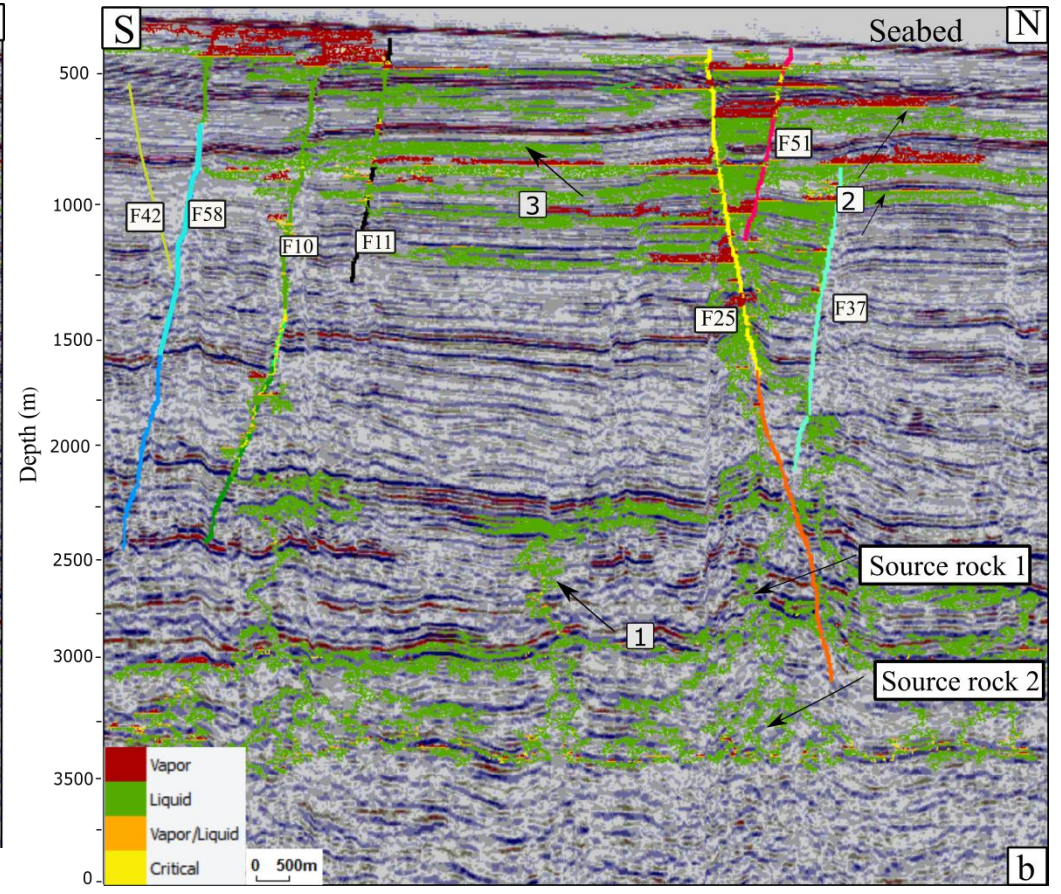 S
N
Seabed
500
F51
F42
F58
3
2
1000
F10
F11
F25
F37
1500
Depth (m)
2000
2500
Source rock 1
1
3000
Source rock 2
3500
Vapor
Liquid
Vapor/Liquid
Critical
0 500m
0
b